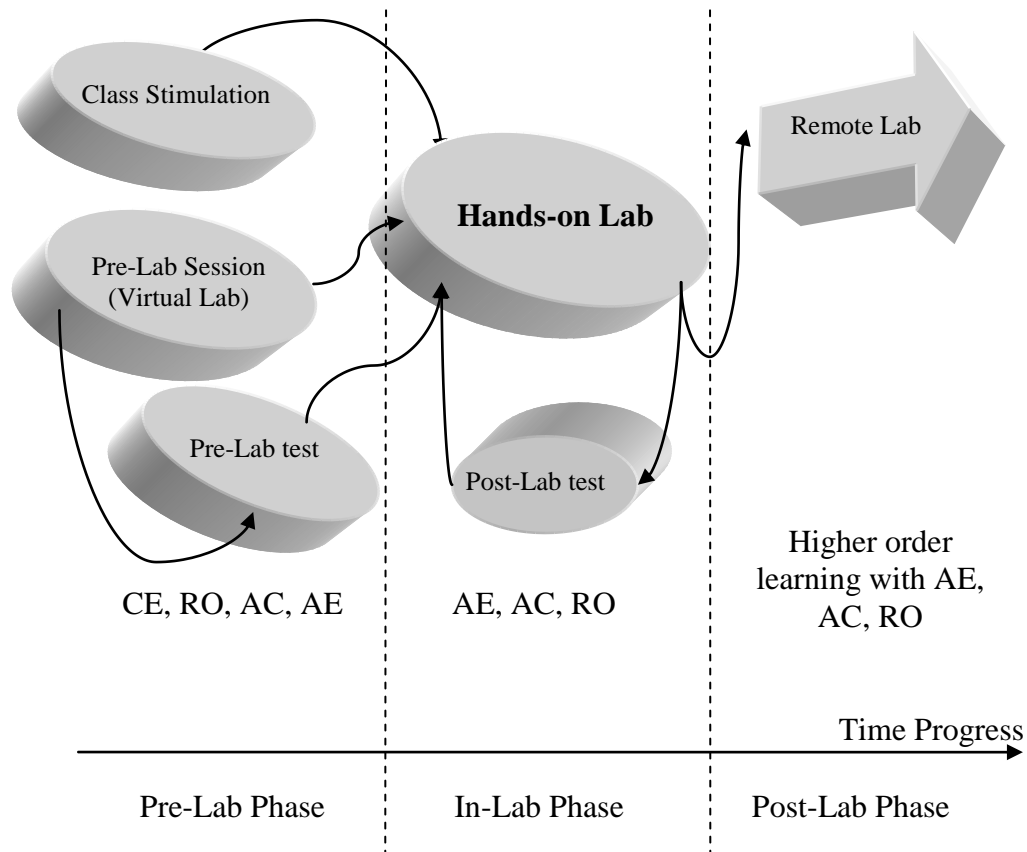 Class Stimulation
Remote Lab
Hands-on Lab
Pre-Lab Session
(Virtual Lab)
Pre-Lab test
Post-Lab test
Higher order
learning with AE,
AC, RO
CE, RO, AC, AE
AE, AC, RO
Time Progress
Pre-Lab Phase
In-Lab Phase
Post-Lab Phase